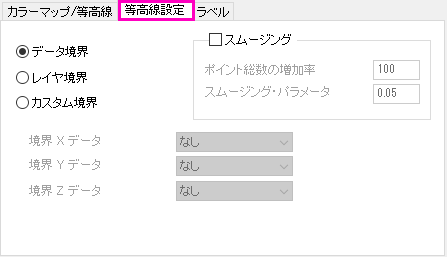 カラーマップ/等高線 等高線設定 ラベル
データ境界
レイヤ境界
カスタム境界
スムージング
ポイント総数の増加率 100
スムージング・パラメータ 0.05
境界 X データ なし
境界 Y データ なし
境界 Z データ なし